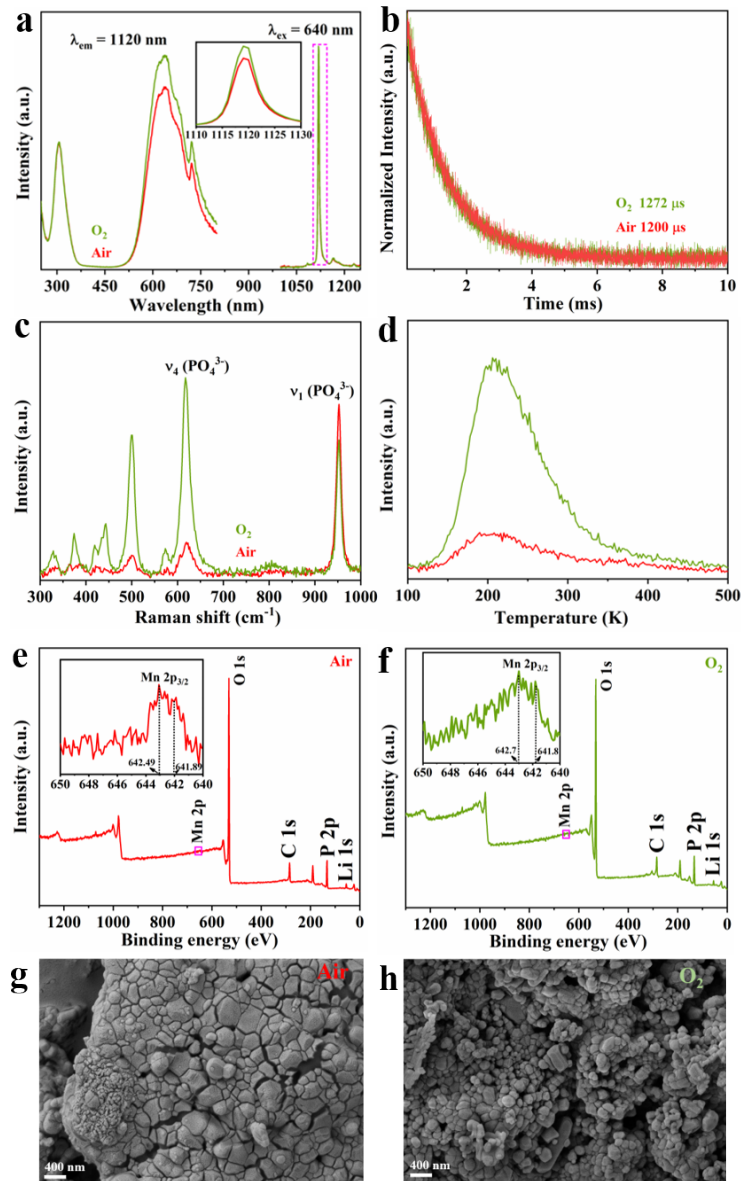 a
λem = 1120 nm
λex = 640 nm
1110 1115 1120 1125 1130
Intensity (a.u.)
O2
Air
300 450 600 750 900 1050 1200
Wavelength (nm)
b
Normalized Intensity (a.u.)
O2 1272 μs
Air 1200 μs
2 4 6 8 10
Time (ms)
c
ν4 (PO43-)
ν1 (PO43-)
Intensity (a.u.)
O2
Air
300 400 500 600 700 800 900 1000
Raman shift (cm-1)
d
Intensity (a.u.)
100 200 300 400 500
Temperature (K)
e
Air
Mn 2p3/2
642.49
641.89
650 648 646 644 642 640
O 1s
Mn 2p
C 1s
P 2p
Li 1s
Intensity (a.u.)
1200 1000 800 600 400 200 0
Binding energy (eV)
f
O2
Mn 2p3/2
642.7
641.8
650 648 646 644 642 640
O 1s
Mn 2p
C 1s
P 2p
Li 1s
Intensity (a.u.)
1200 1000 800 600 400 200 0
Binding energy (eV)
g
Air
400 nm
h
O2
400 nm